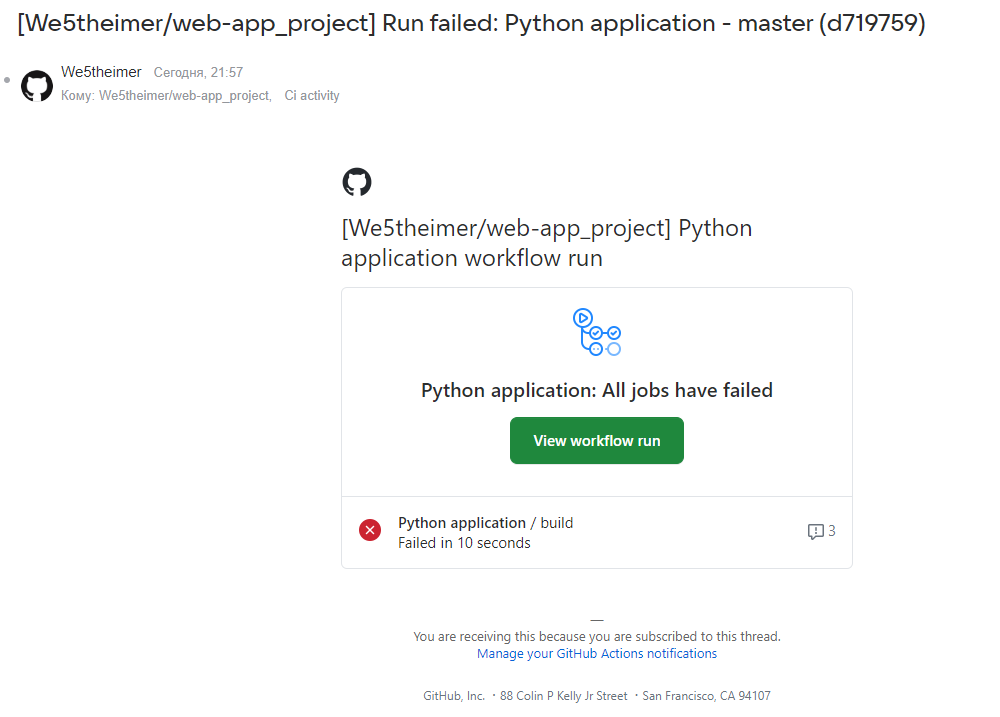 [We5theimer/web-app_project] Run failed: Python application - master (d719759)
We5theimer Сегодня, 21:57
Кому: We5theimer/web-app_project, Ci activity
[We5theimer/web-app_project] Python
application workflow run
Python application: All jobs have failed
View workflow run
Python application / build
Failed in 10 seconds
3
—
You are receiving this because you are subscribed to this thread.
Manage your GitHub Actions notifications
GitHub, Inc. ・88 Colin P Kelly Jr Street ・San Francisco, CA 94107